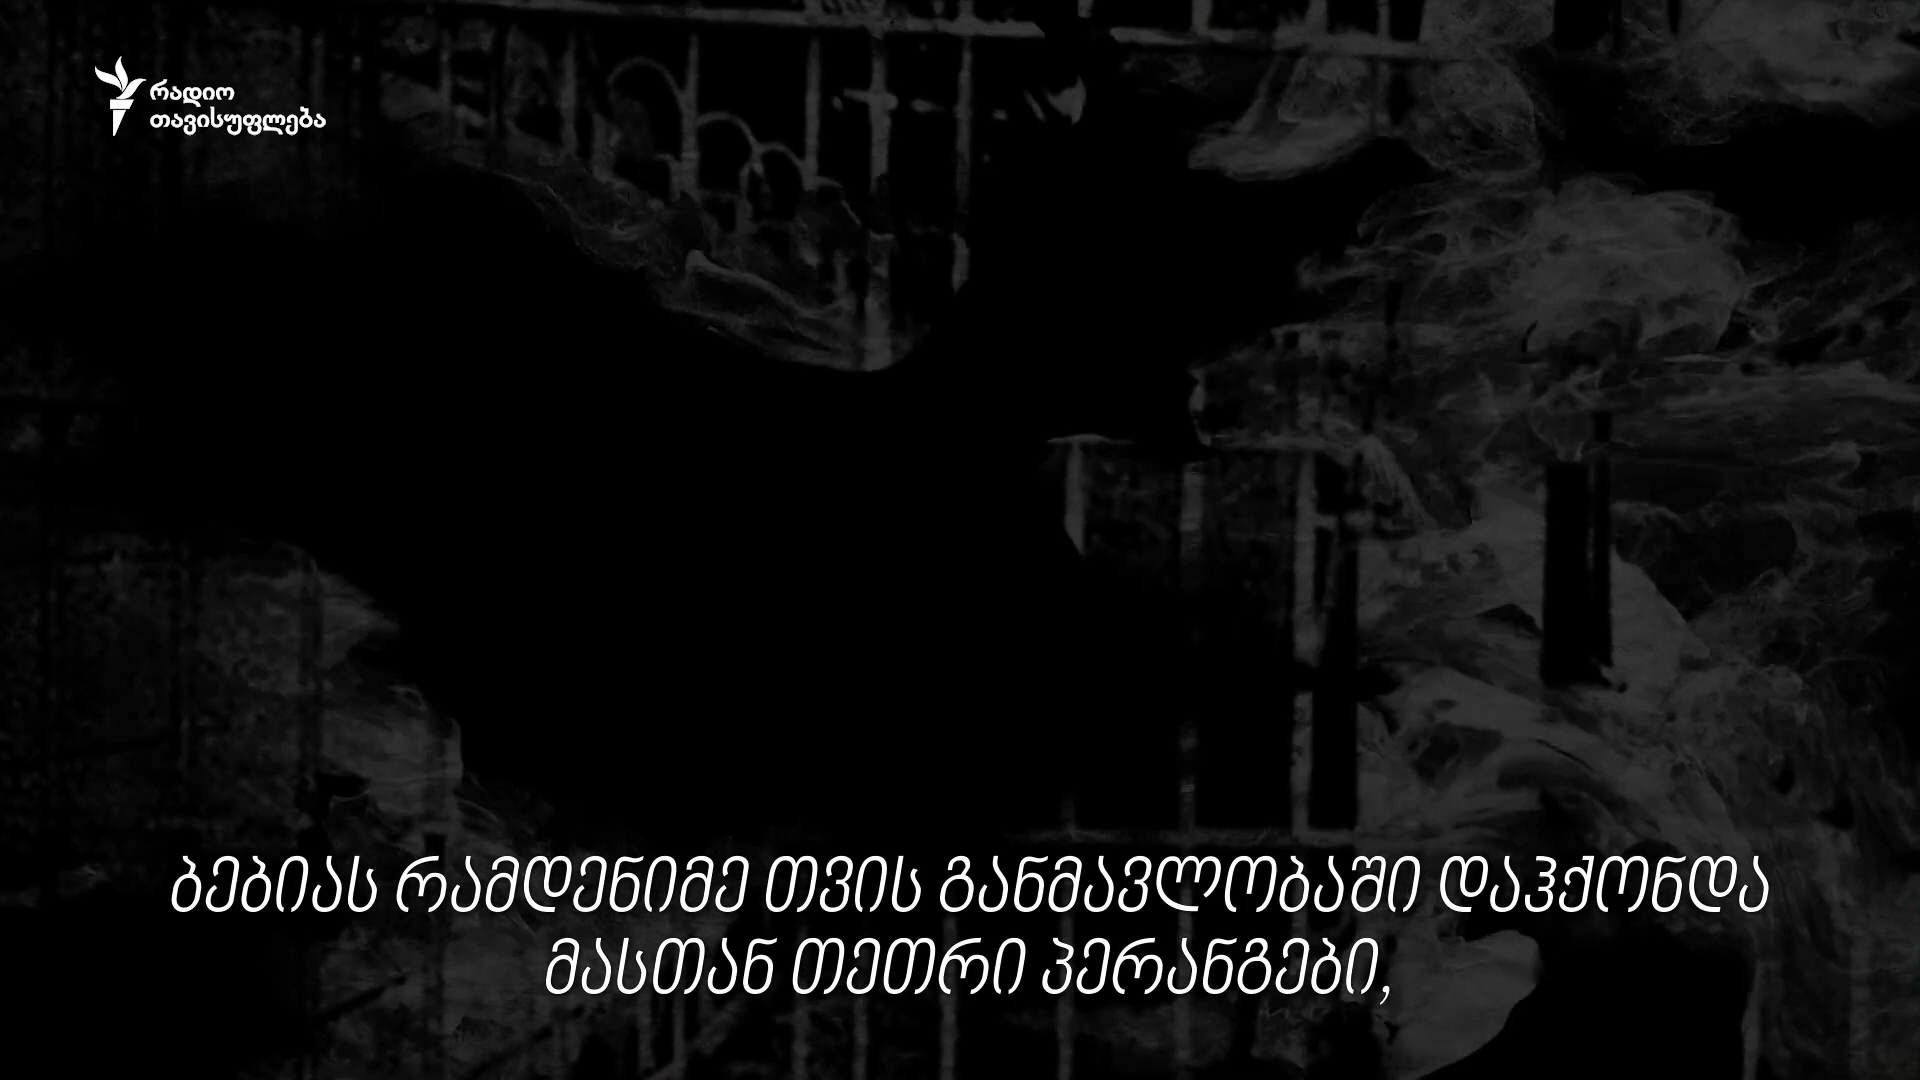 რადიო
თავისუფლება
ბებიას რამდენიმე თვის განმავლობაში დაჰქონდა
მასთან თეთრი პერანგები,